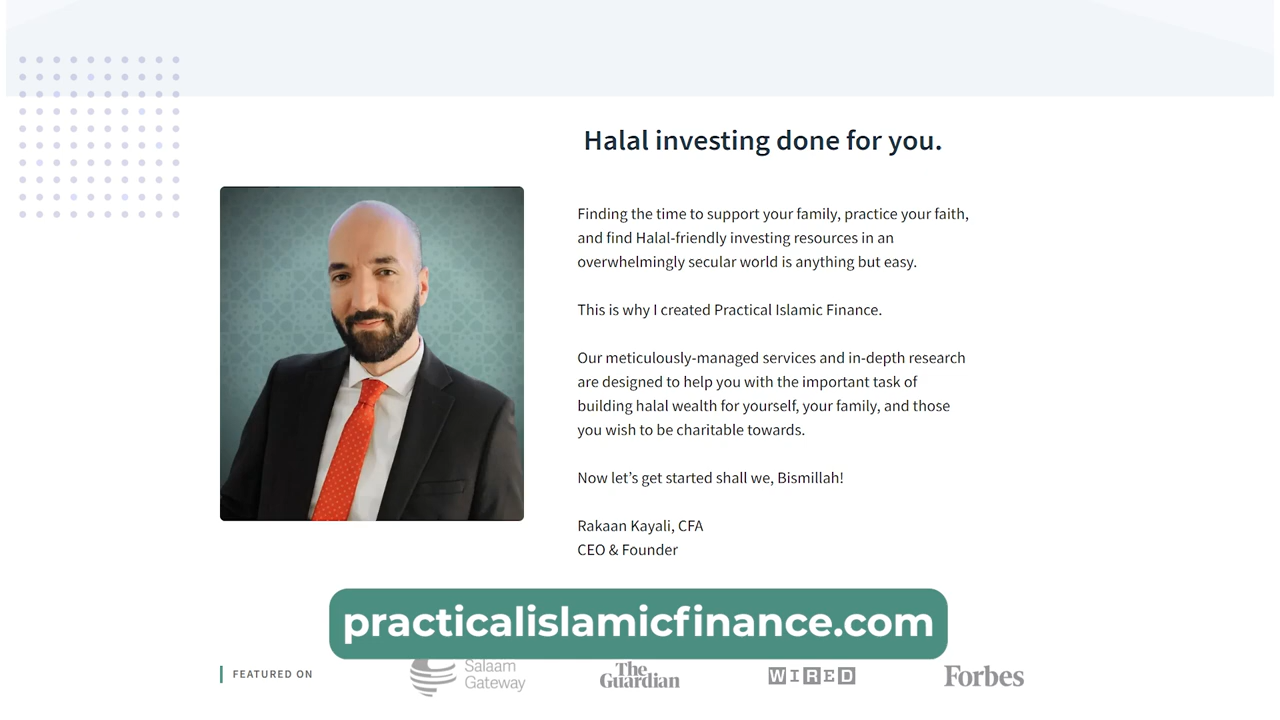 Halal investing done for you.
Finding the time to support your family, practice your faith,
and find Halal-friendly investing resources in an
overwhelmingly secular world is anything but easy.
This is why I created Practical Islamic Finance.
Our meticulously-managed services and in-depth research
are designed to help you with the important task of
building halal wealth for yourself, your family, and those
you wish to be charitable towards.
Now let's get started shall we, Bismillah!
Rakaan Kayali, CFA
CEO & Founder
practicalislamicfinance.com
FEATURED ON
Salaam
Gateway
The
Guardian
WIRED
Forbes